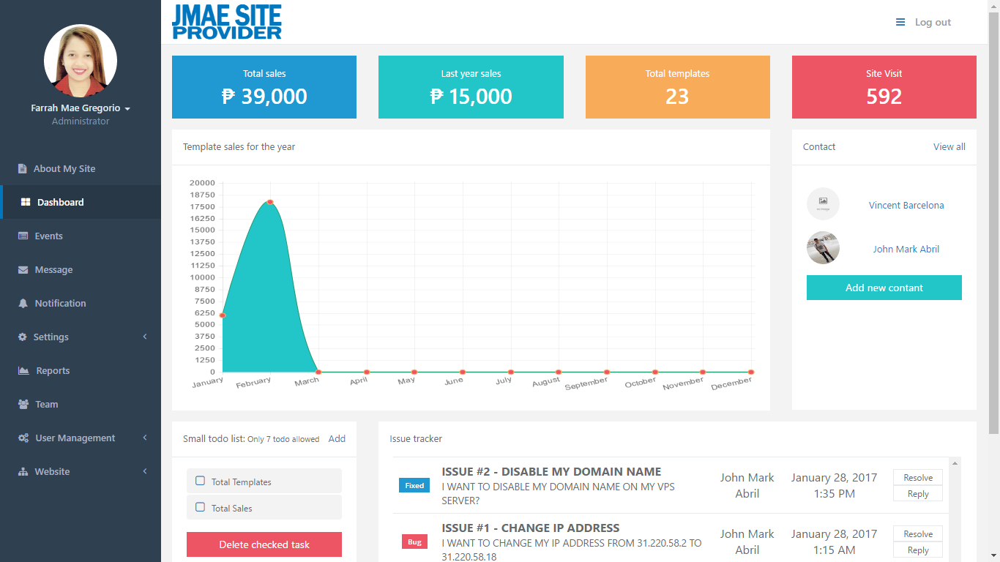 JMAE SITE
PROVIDER
Log out
Farrah Mae Gregorio
Administrator
About My Site
Dashboard
Events
Message
Notification
Settings
Reports
Team
User Management
Website
Total sales
₱ 39,000
Last year sales
₱ 15,000
Total templates
23
Site Visit
592
Template sales for the year
20000
18750
17500
16250
15000
13750
12500
11250
10000
8750
7500
6250
5000
3750
2500
1250
0
January
February
March
April
May
June
July
August
September
October
November
December
Contact
View all
Vincent Barcelona
John Mark Abril
Add new contant
Small todo list: Only 7 todo allowed
Add
Total Templates
Total Sales
Delete checked task
Issue tracker
Fixed
ISSUE #2 - DISABLE MY DOMAIN NAME
I WANT TO DISABLE MY DOMAIN NAME ON MY VPS
SERVER?
John Mark
Abril
January 28, 2017
1:35 PM
Resolve
Reply
Bug
ISSUE #1 - CHANGE IP ADDRESS
I WANT TO CHANGE MY IP ADDRESS FROM 31.220.58.2 TO
31.220.58.18
John Mark
Abril
January 28, 2017
1:15 AM
Resolve
Reply